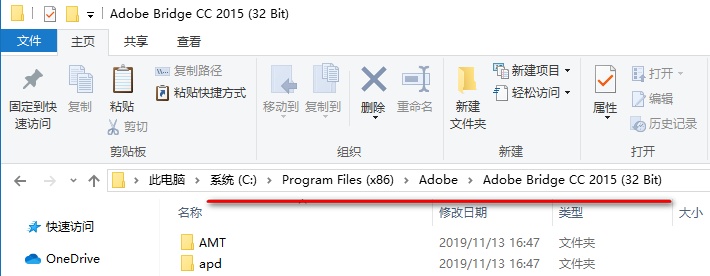 Adobe Bridge CC 2015 (32 Bit)
文件 主页 共享 查看
固定到快速访问
复制
粘贴
复制路径
粘贴快捷方式
剪切
剪贴板
移动到
复制到
删除
重命名
组织
新建文件夹
新建项目
轻松访问
新建
属性
打开
编辑
历史记录
打开
此电脑 > 系统 (C:) > Program Files (x86) > Adobe > Adobe Bridge CC 2015 (32 Bit)
名称 修改日期 类型 大小
快速访问
OneDrive
AMT 2019/11/13 16:47 文件夹
apd 2019/11/13 16:47 文件夹